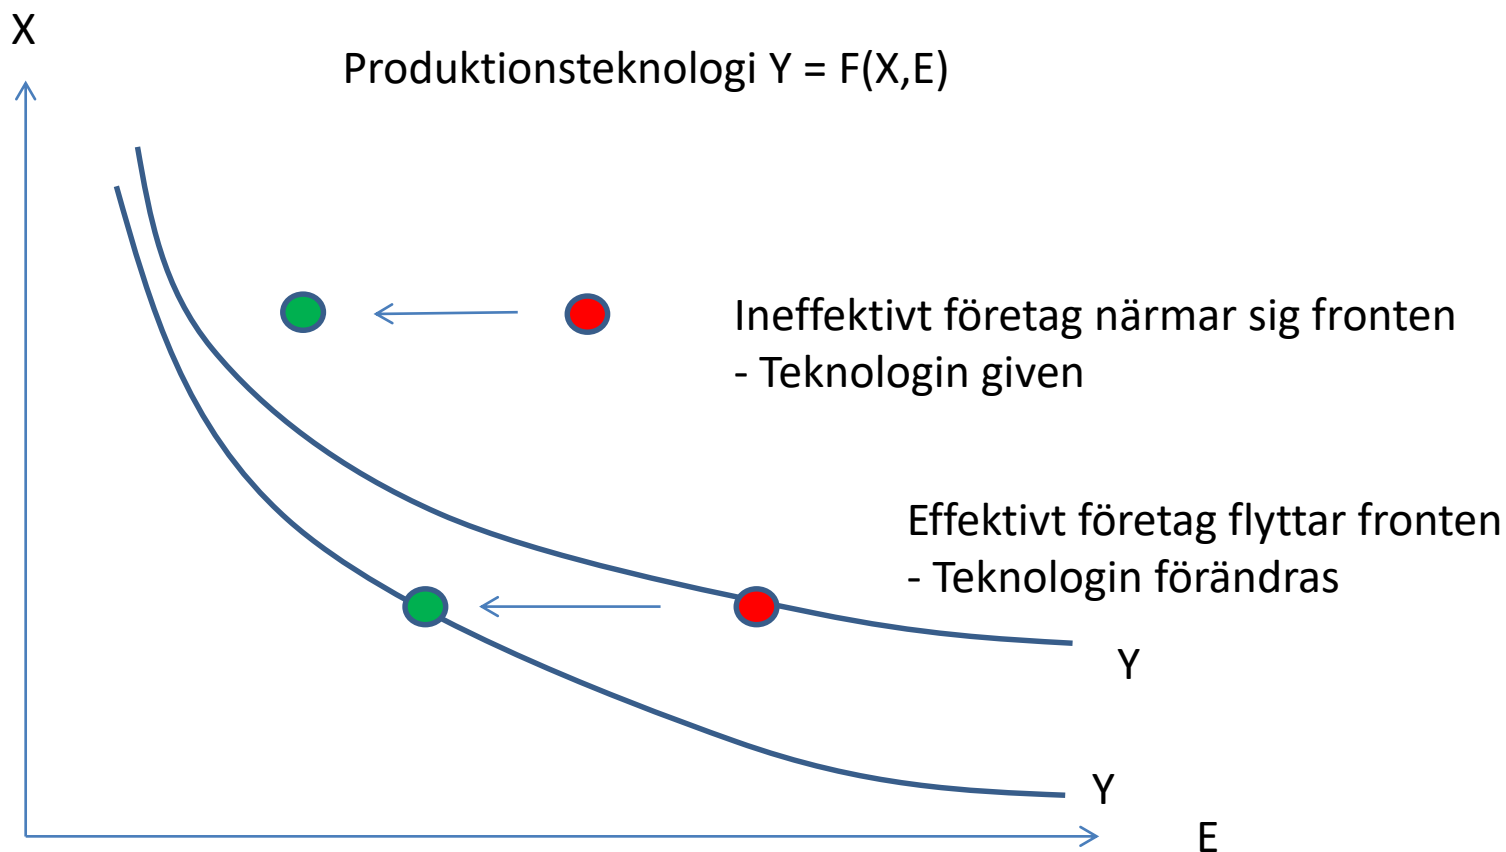 X
Produktionsteknologi Y = F(X,E)
Ineffektivt företag närmar sig fronten
- Teknologin given
Effektivt företag flyttar fronten
- Teknologin förändras
Y
Y
E